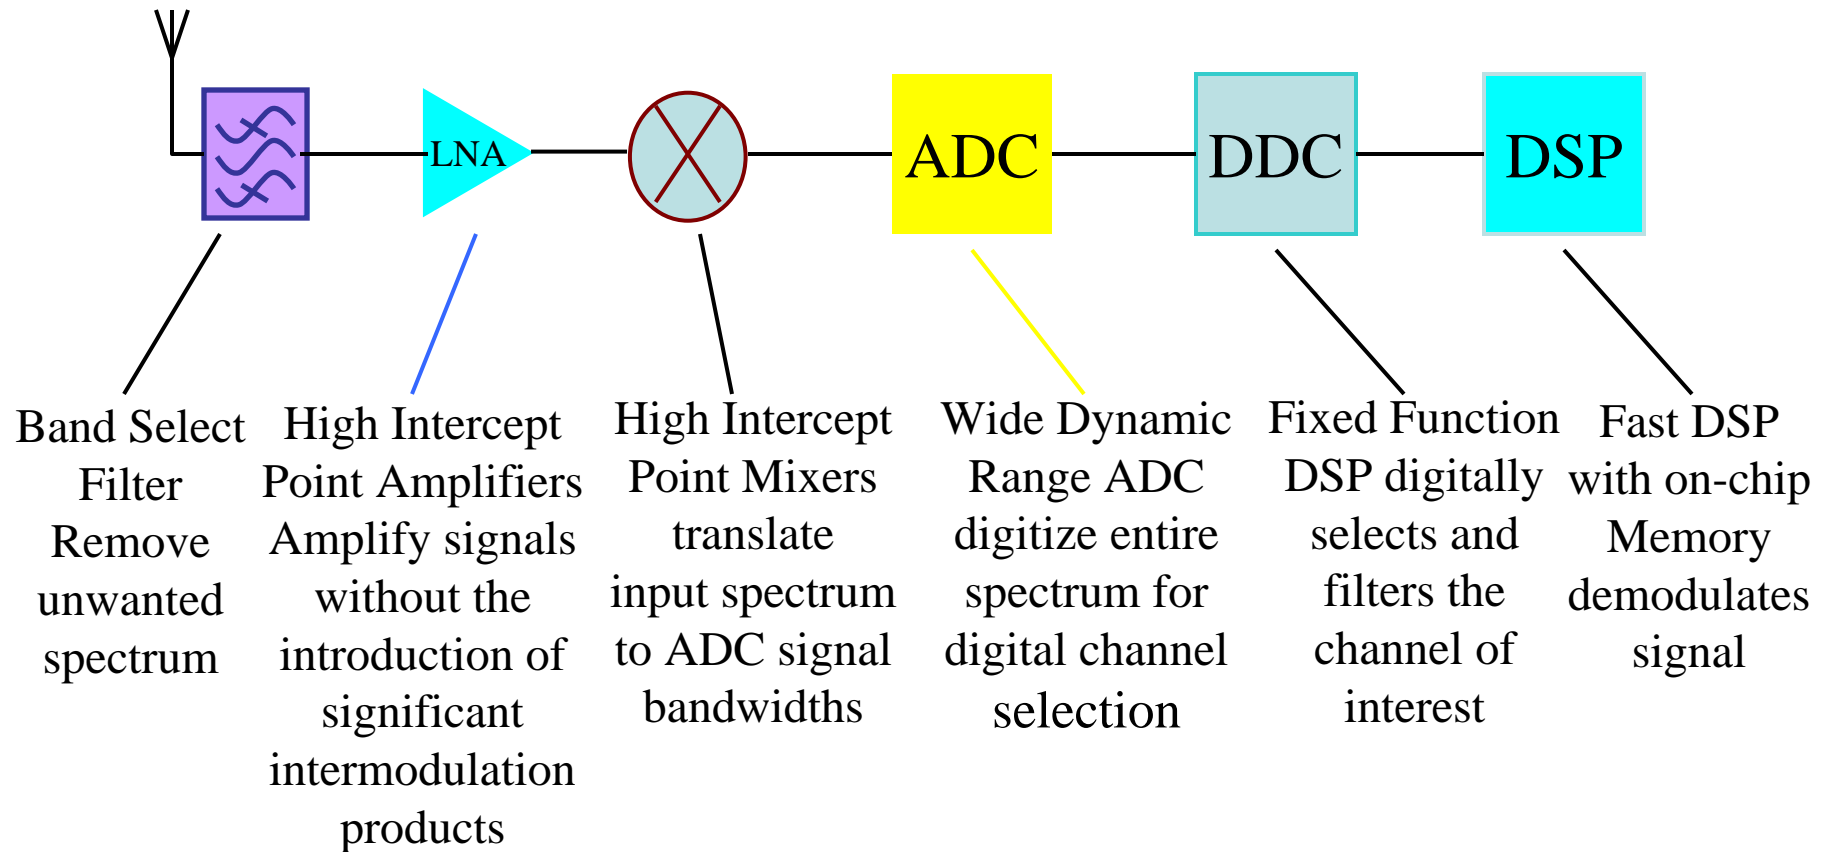 LNA
ADC
DDC
DSP
Band Select
Filter
Remove
unwanted
spectrum
High Intercept
Point Amplifiers
Amplify signals
without the
introduction of
significant
intermodulation
products
High Intercept
Point Mixers
translate
input spectrum
to ADC signal
bandwidths
Wide Dynamic
Range ADC
digitize entire
spectrum for
digital channel
selection
Fixed Function
DSP digitally
selects and
filters the
channel of
interest
Fast DSP
with on-chip
Memory
demodulates
signal